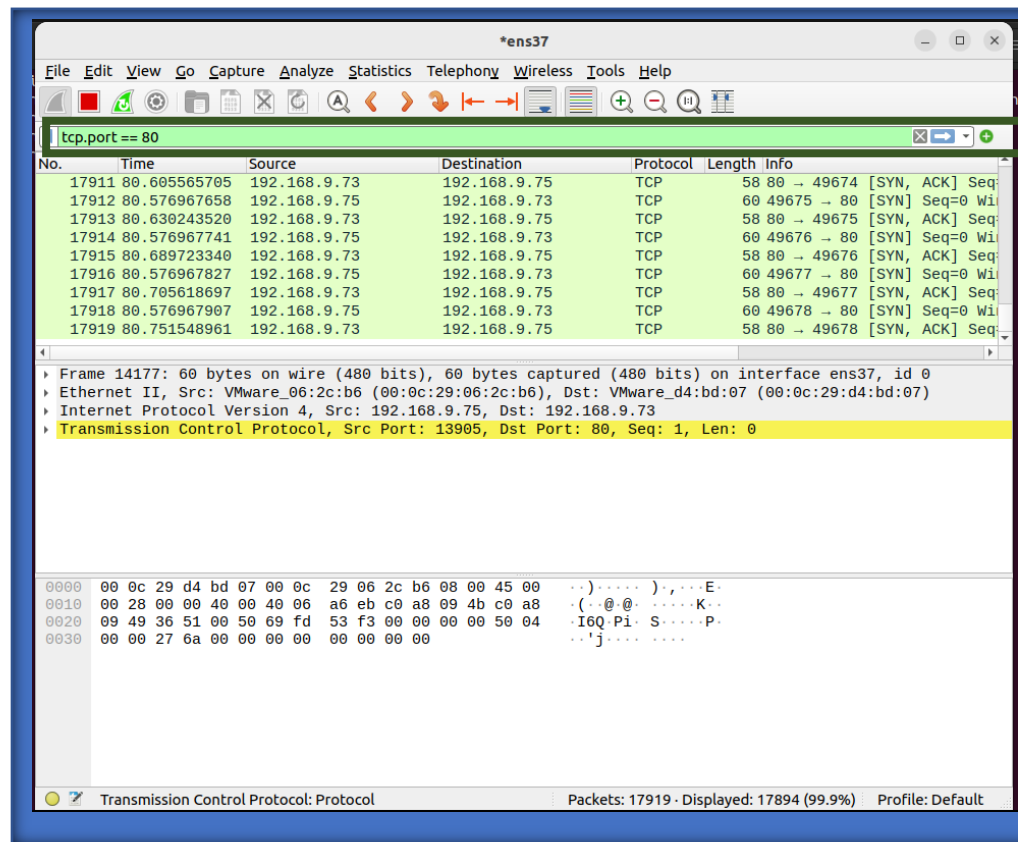 *ens37
File Edit View Go Capture Analyze Statistics Telephony Wireless Tools Help
tcp.port == 80
No. Time Source Destination Protocol Length Info
17911 80.605565705 192.168.9.73 192.168.9.75 TCP 58 80 → 49674 [SYN, ACK] Seq=
17912 80.576967658 192.168.9.75 192.168.9.73 TCP 60 49675 → 80 [SYN] Seq=0 Wi
17913 80.630243520 192.168.9.73 192.168.9.75 TCP 58 80 → 49675 [SYN, ACK] Seq=
17914 80.576967741 192.168.9.75 192.168.9.73 TCP 60 49676 → 80 [SYN] Seq=0 Wi
17915 80.689723340 192.168.9.73 192.168.9.75 TCP 58 80 → 49676 [SYN, ACK] Seq=
17916 80.576967827 192.168.9.75 192.168.9.73 TCP 60 49677 → 80 [SYN] Seq=0 Wi
17917 80.705618697 192.168.9.73 192.168.9.75 TCP 58 80 → 49677 [SYN, ACK] Seq=
17918 80.576967907 192.168.9.75 192.168.9.73 TCP 60 49678 → 80 [SYN] Seq=0 Wi
17919 80.751548961 192.168.9.73 192.168.9.75 TCP 58 80 → 49678 [SYN, ACK] Seq=
Frame 14177: 60 bytes on wire (480 bits), 60 bytes captured (480 bits) on interface ens37, id 0
Ethernet II, Src: VMware_06:2c:b6 (00:0c:29:06:2c:b6), Dst: VMware_d4:bd:07 (00:0c:29:d4:bd:07)
Internet Protocol Version 4, Src: 192.168.9.75, Dst: 192.168.9.73
Transmission Control Protocol, Src Port: 13905, Dst Port: 80, Seq: 1, Len: 0
0000 00 0c 29 d4 bd 07 00 0c 29 06 2c b6 08 00 45 00 ··)····· )·,···E·
0010 00 28 00 00 40 00 40 06 a6 eb c0 a8 09 4b c0 a8 ·(··@·@· ·····K··
0020 09 49 36 51 00 50 69 fd 53 f3 00 00 00 00 50 04 ·I6Q·Pi· S·····P·
0030 00 00 27 6a 00 00 00 00 00 00 00 00 ··'j···· ····
Transmission Control Protocol: Protocol Packets: 17919 · Displayed: 17894 (99.9%) Profile: Default